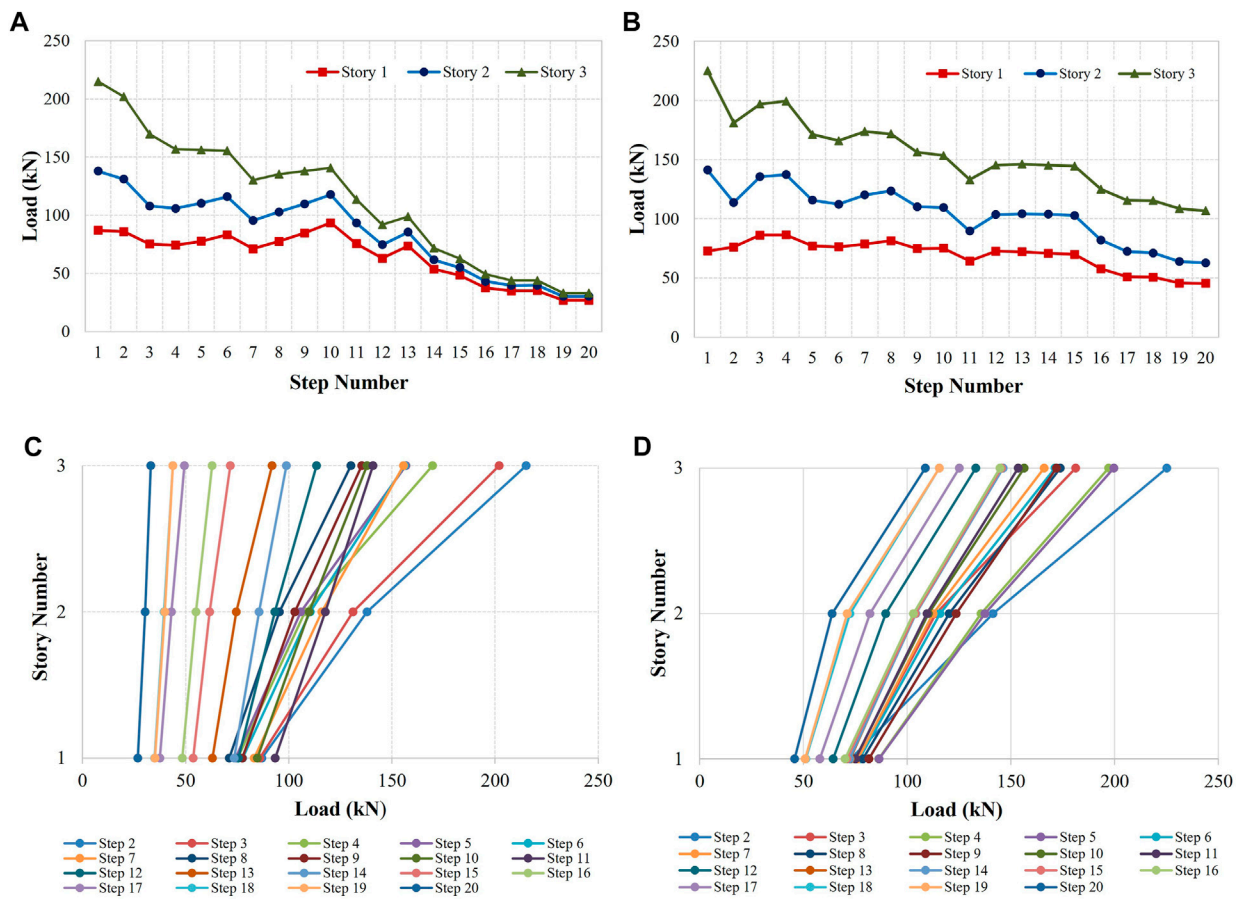 A
250
200
150
100
50
0
Load (kN)
Story 1 Story 2 Story 3
1 2 3 4 5 6 7 8 9 10 11 12 13 14 15 16 17 18 19 20
Step Number
B
250
200
150
100
50
0
Load (kN)
Story 1 Story 2 Story 3
1 2 3 4 5 6 7 8 9 10 11 12 13 14 15 16 17 18 19 20
Step Number
C
3
2
1
Story Number
0 50 100 150 200 250
Load (kN)
Step 2 Step 3 Step 4 Step 5 Step 6
Step 7 Step 8 Step 9 Step 10 Step 11
Step 12 Step 13 Step 14 Step 15 Step 16
Step 17 Step 18 Step 19 Step 20
D
3
2
1
Story Number
0 50 100 150 200 250
Load (kN)
Step 2 Step 3 Step 4 Step 5 Step 6
Step 7 Step 8 Step 9 Step 10 Step 11
Step 12 Step 13 Step 14 Step 15 Step 16
Step 17 Step 18 Step 19 Step 20